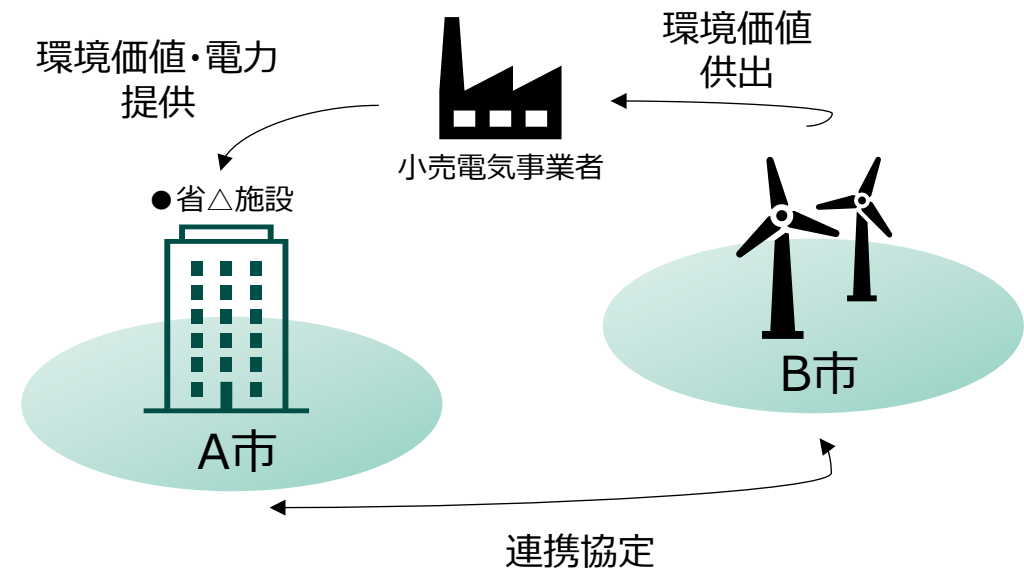 環境価値・電力
提供
環境価値
供出
小売電気事業者
●省△施設
A市
B市
連携協定